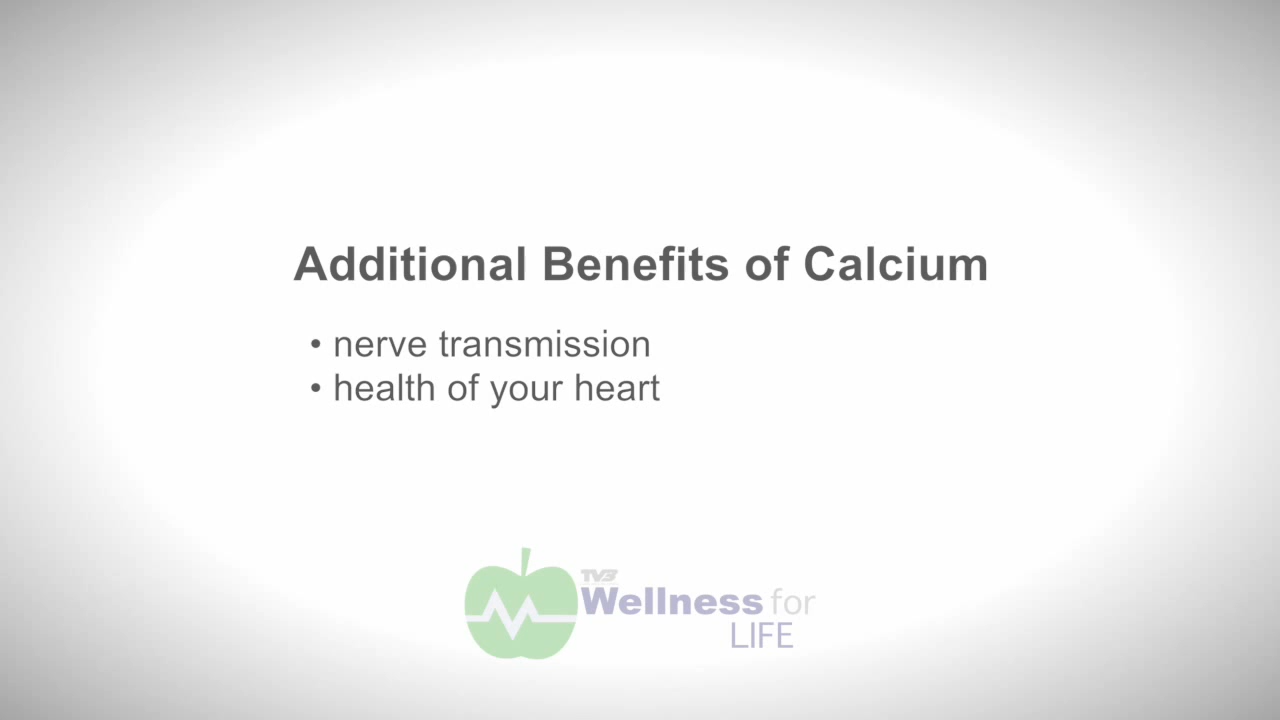 Additional Benefits of Calcium
• nerve transmission
• health of your heart
TV3
Wellness for
LIFE